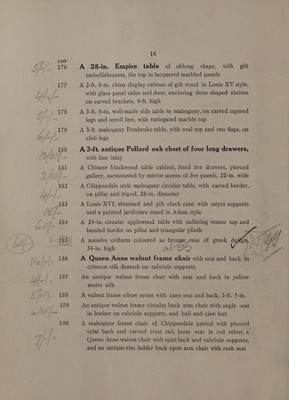 16
LOT
176 A 28-in. Empire table of oblong shape, with gilt
embellishments, the top in lacquered marbled panels
177 A 2-ft. 6-in. china display cabinet of gilt wood in Louis XV style,
with glass panel sides and door, enclosing three shaped shelves
on carved brackets, 4-ft. high
178 A 3-ft. 6-in. well-made side table in mahogany, on carved tapered
legs and scroll feet, with variegated marble top
179 A 3-ft. mahogany Pembroke table, with oval top and two flaps, on
club legs
180 A 3-ft. antique Pollard oak chest of four long drawers,
with line inlay
181 A Chinese blackwood table cabinet, fitted five drawers, pierced
gallery, surmounted by mirror screen of five panels, 22-in. wide
182 A Chippendale style mahogany circular table, with carved border,
on pillar and tripod, 28-in. diameter
183 A Louis XVI. ebonised and gilt clock case, with satyrs supports
and a painted jardiniere stand in Adam style
184 A 24-in. circular applewood table with radiating veneer top and
banded border on pillar and triangular plinth
185 A massive oviform coloured as bronze vase of greek design,
34-in. high
186 A Queen Anne walnut frame chair with seat and back in
crimson silk damask on cabriole supports
187 An antique walnut frame chair with seat and back in yellow
moire silk
188 A walnut frame elbow settee with cane seat and back, 3-ft. 5-in.
189 An antique walnut frame circular back arm chair with angle seat
in leather on cabriole supports, and ball and claw feet
190 A mahogany frame chair of Chippendale period with pierced
splat back and carved crest rail, loose seat in red velvet, a
Queen Anne walnut chair with splat back and cabriole supports,
and an antique elm ladder back open arm chair with rush seat